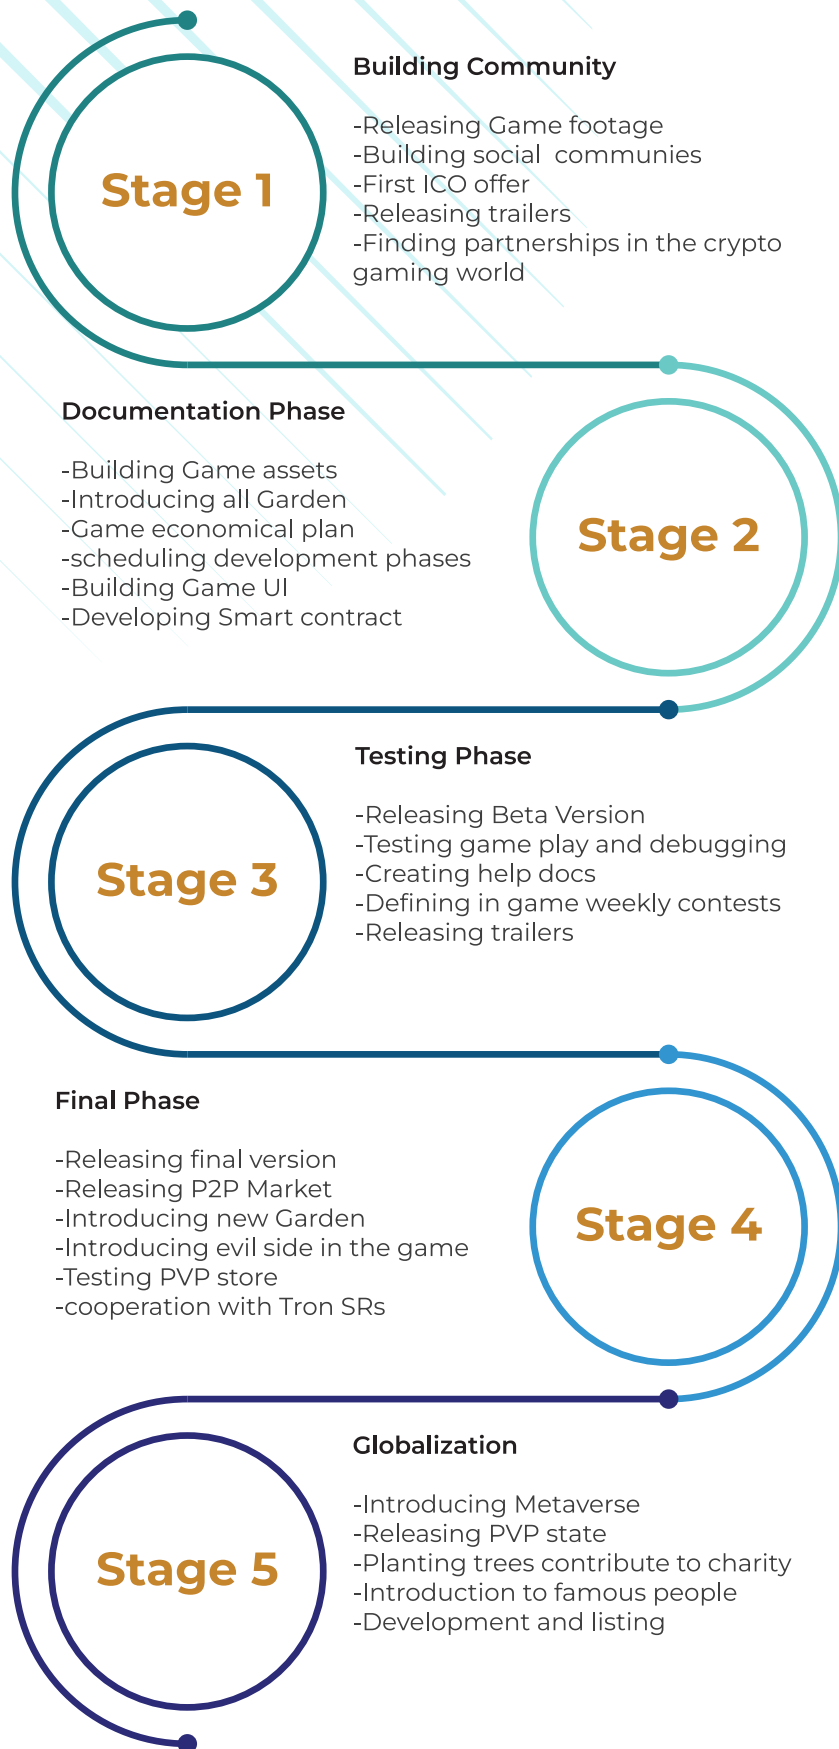 Stage 1
Building Community
-Releasing Game footage
-Building social  communies
-First ICO offer
-Releasing trailers
-Finding partnerships in the crypto
gaming world
Stage 2
Documentation Phase
-Building Game assets
-Introducing all Garden
-Game economical plan
-scheduling development phases
-Building Game UI
-Developing Smart contract
Stage 3
Testing Phase
-Releasing Beta Version
-Testing game play and debugging
-Creating help docs
-Defining in game weekly contests
-Releasing trailers
Stage 4
Final Phase
-Releasing final version
-Releasing P2P Market
-Introducing new Garden
-Introducing evil side in the game
-Testing PVP store
-cooperation with Tron SRs
Stage 5
Globalization
-Introducing Metaverse
-Releasing PVP state
-Planting trees contribute to charity
-Introduction to famous people
-Development and listing